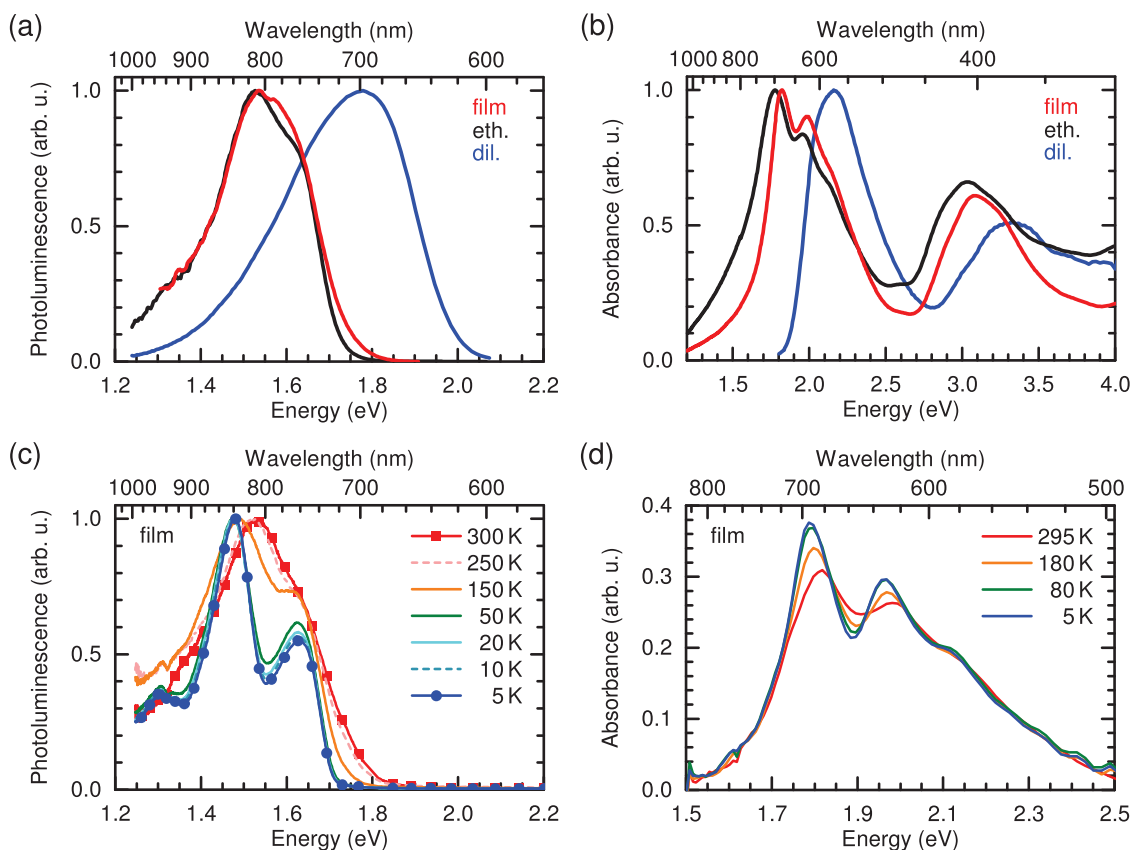 (a)
Wavelength (nm)
1000 900 800 700 600
Photoluminescence (arb. u.)
1.0
0.5
0.0
film
eth.
dil.
1.2 1.4 1.6 1.8 2.0 2.2
Energy (eV)
(b)
Wavelength (nm)
1000 800 600 400
Absorbance (arb. u.)
1.0
0.5
0.0
film
eth.
dil.
1.5 2.0 2.5 3.0 3.5 4.0
Energy (eV)
(c)
Wavelength (nm)
1000 900 800 700 600
Photoluminescence (arb. u.)
1.0
0.5
0.0
film
300 K
250 K
150 K
50 K
20 K
10 K
5 K
1.2 1.4 1.6 1.8 2.0 2.2
Energy (eV)
(d)
Wavelength (nm)
800 700 600 500
Absorbance (arb. u.)
0.4
0.3
0.2
0.1
0.0
film
295 K
180 K
80 K
5 K
1.5 1.7 1.9 2.1 2.3 2.5
Energy (eV)